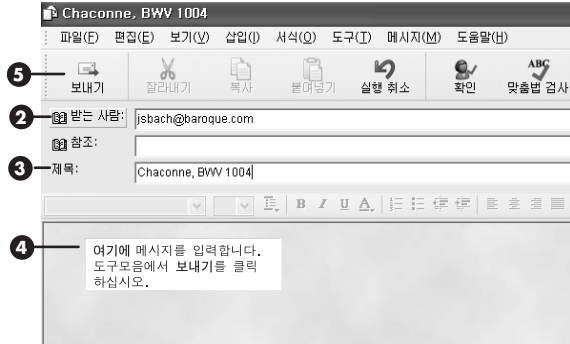 Chaconne, BWV 1004
파일(F) 편집(E) 보기(V) 삽입(I) 서식(O) 도구(T) 메시지(M) 도움말(H)
5 보내기 잘라내기 복사 붙여넣기 실행 취소 확인 맞춤법 검사
2 받는 사람: jsbach@baroque.com
참조:
3 제목: Chaconne, BWV 1004
B I U A
4 여기에 메시지를 입력합니다.
도구모음에서 보내기를 클릭
하십시오.